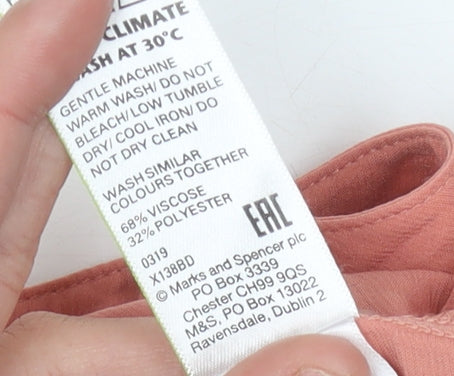 CLIMATE
WASH AT 30°C
GENTLE MACHINE
WARM WASH/ DO NOT
BLEACH/ LOW TUMBLE
DRY/ COOL IRON/ DO
NOT DRY CLEAN
WASH SIMILAR
COLOURS TOGETHER
68% VISCOSE
32% POLYESTER
EAC
0319
X138BD
© Marks and Spencer plc
PO Box 3339
Chester CH99 9QS
M&S, PO Box 13022
Ravensdale, Dublin 2